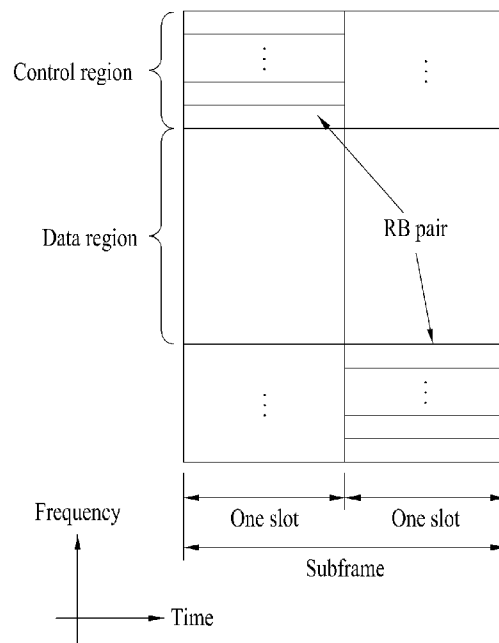 Control region
Data region
RB pair
One slot
One slot
Subframe
Frequency
Time